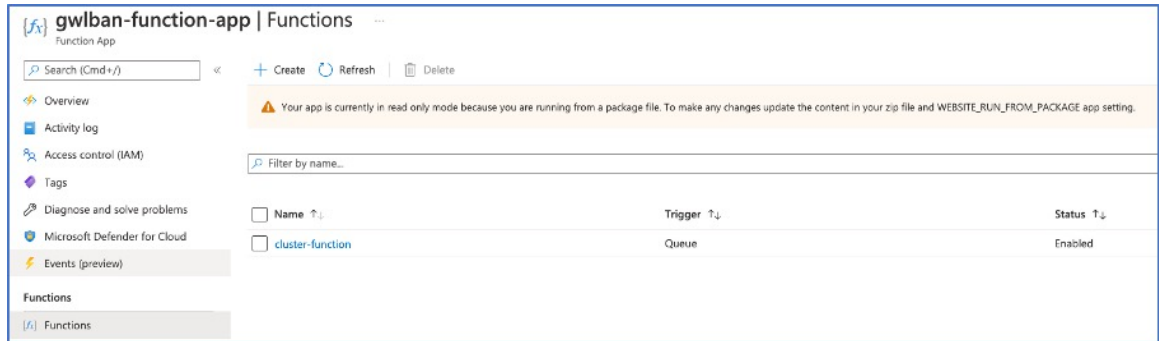 gwlban-function-app | Functions ...
Function App
Search (Cmd+/)
«
+ Create Refresh Delete
Overview
Activity log
Access control (IAM)
Tags
Diagnose and solve problems
Microsoft Defender for Cloud
Events (preview)
Functions
Functions
Your app is currently in read only mode because you are running from a package file. To make any changes update the content in your zip file and WEBSITE_RUN_FROM_PACKAGE app setting.
Filter by name...
Name ↑↓ Trigger ↑↓ Status ↑↓
cluster-function Queue Enabled